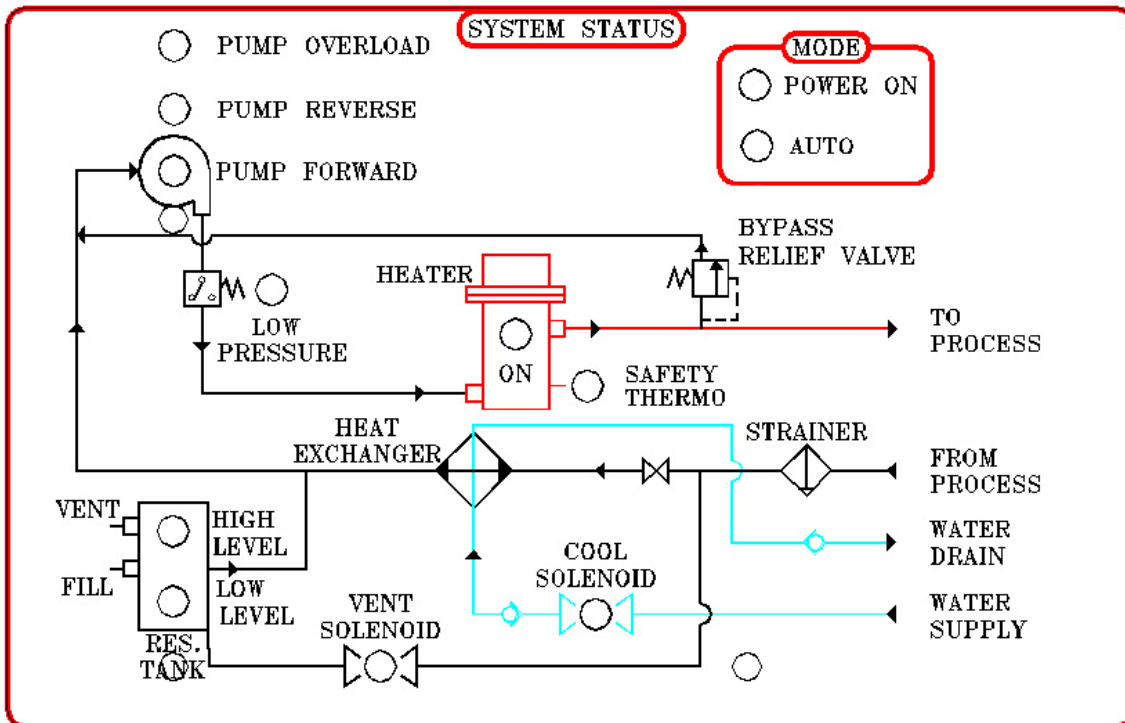 SYSTEM STATUS
PUMP OVERLOAD
MODE
POWER ON
PUMP REVERSE
AUTO
PUMP FORWARD
BYPASS
RELIEF VALVE
HEATER
LOW
PRESSURE
ON
TO
PROCESS
SAFETY
THERMO
HEAT
EXCHANGER
STRAINER
FROM
PROCESS
VENT
HIGH
LEVEL
FILL
LOW
LEVEL
COOL
SOLENOID
WATER
DRAIN
VENT
SOLENOID
WATER
SUPPLY
RES.
TANK